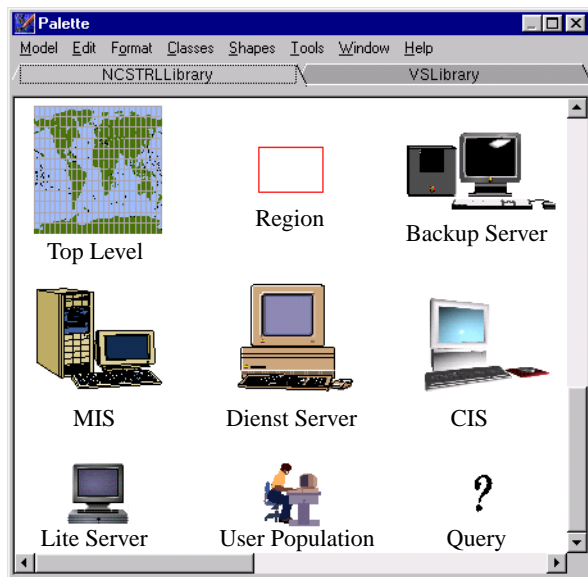 Palette
Model Edit Format Classes Shapes Tools Window Help
NCSTRLLibrary VSLibrary
Top Level Region Backup Server
MIS Dienst Server CIS
Lite Server User Population Query
?